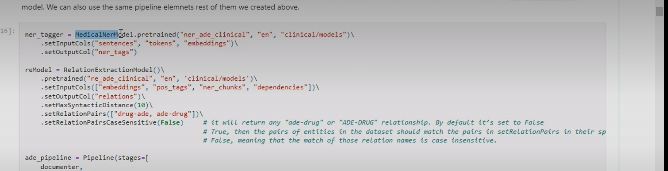 model. We can also use the same pipeline elemnets rest of them we created above.
16]:
ner_tagger = MedicalNerModel.pretrained("ner_ade_clinical", "en", "clinical/models")\
.setInputCols("sentences", "tokens", "embeddings")\
.setOutputCol("ner_tags")
reModel = RelationExtractionModel()\
.pretrained("re_ade_clinical", "en", 'clinical/models')\
.setInputCols(["embeddings", "pos_tags", "ner_chunks", "dependencies"])\
.setOutputCol("relations")\
.setMaxSyntacticDistance(10)\
.setRelationPairs(["drug-ade, ade-drug"])\
.setRelationPairsCaseSensitive(False) # it will return any "ade-drug" or "ADE-DRUG" relationship. By default it's set to False
# True, then the pairs of entities in the dataset should match the pairs in setRelationPairs in their sp
# False, meaning that the match of those relation names is case insensitive.
ade_pipeline = Pipeline(stages=[
documenter,